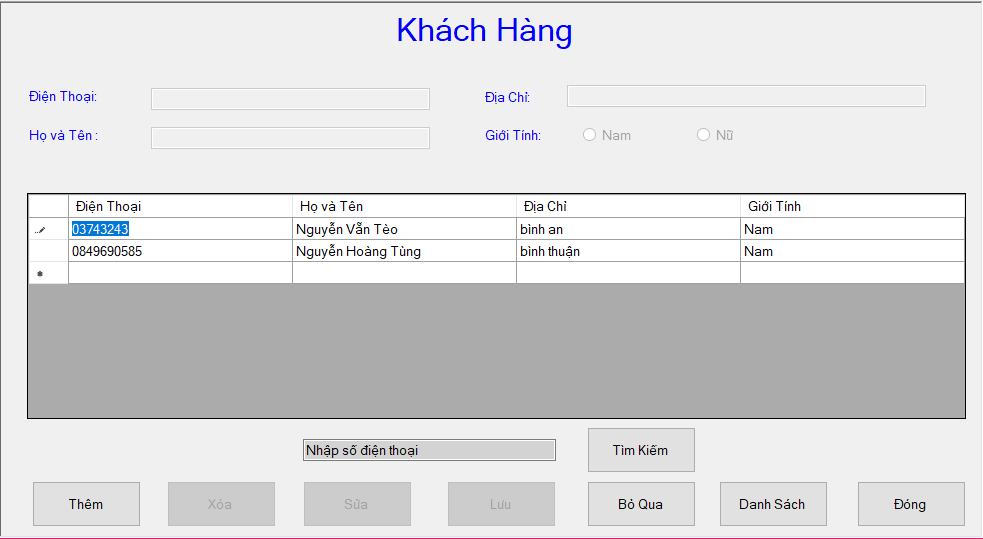 Khách Hàng
Điện Thoại:
Địa Chỉ:
Họ và Tên :
Giới Tính:
Nam
Nữ
Điện Thoại Họ và Tên Địa Chỉ Giới Tính
03743243 Nguyễn Vẵn Tèo bình an Nam
0849690585 Nguyễn Hoàng Tùng bình thuận Nam
Nhập số điện thoại
Tìm Kiếm
Thêm
Xóa
Sửa
Lưu
Bỏ Qua
Danh Sách
Đóng